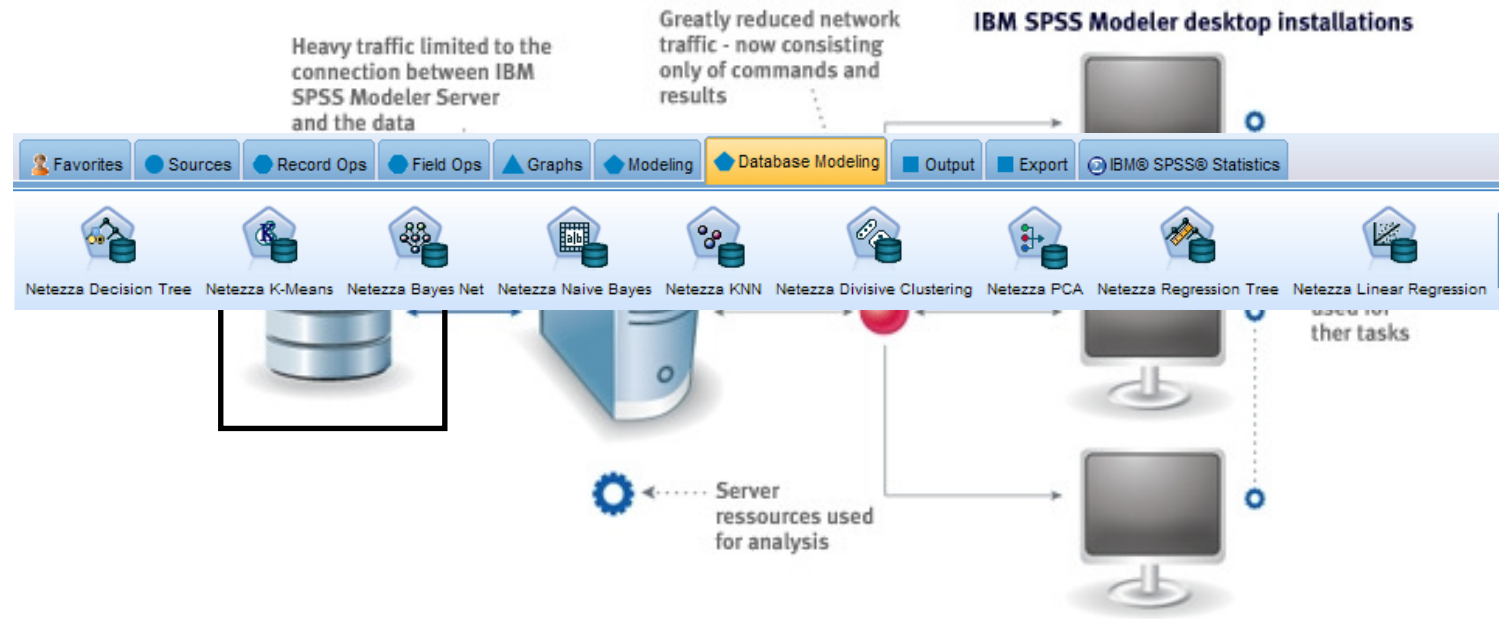 Heavy traffic limited to the
connection between IBM
SPSS Modeler Server
and the data
Greatly reduced network
traffic - now consisting
only of commands and
results
IBM SPSS Modeler desktop installations
Favorites Sources Record Ops Field Ops Graphs Modeling Database Modeling Output Export IBM® SPSS® Statistics
Netezza Decision Tree Netezza K-Means Netezza Bayes Net Netezza Naive Bayes Netezza KNN Netezza Divisive Clustering Netezza PCA Netezza Regression Tree Netezza Linear Regression
used for
ther tasks
Server
ressources used
for analysis